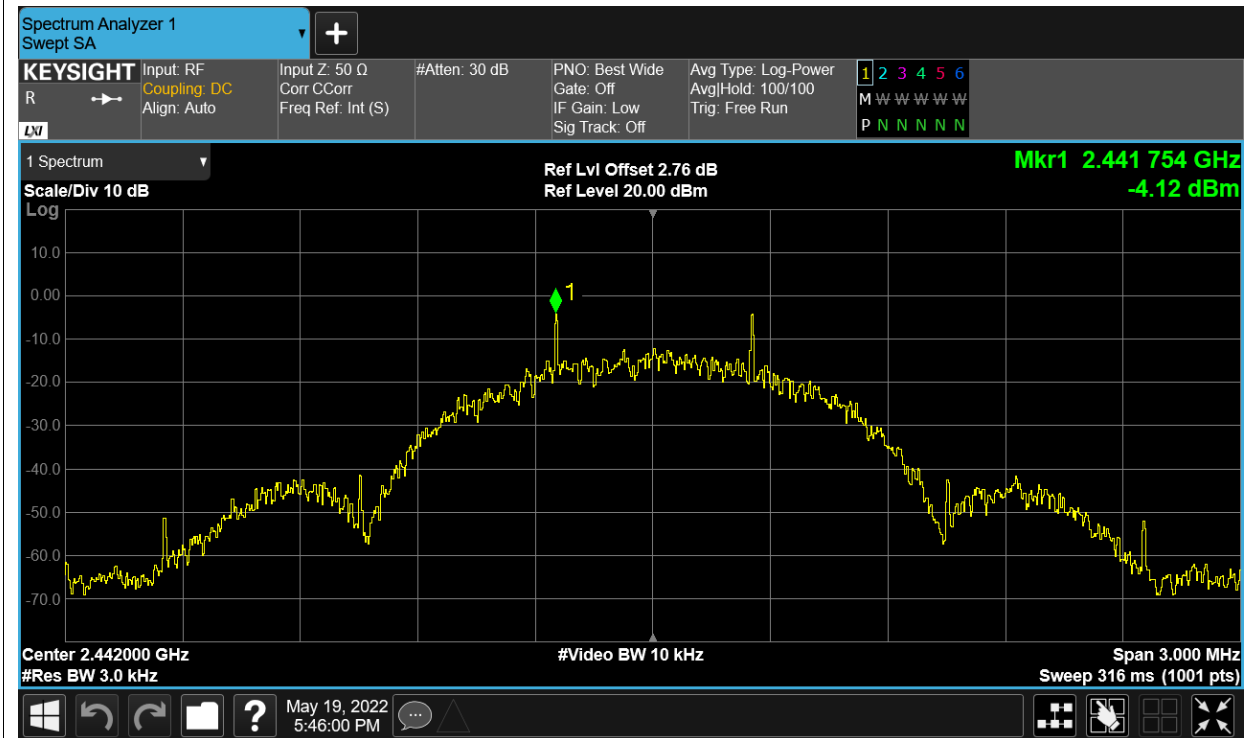 Spectrum Analyzer 1
Swept SA
+
KEYSIGHT
R
LXI
Input: RF
Coupling: DC
Align: Auto
Input Z: 50 Ω
Corr CCorr
Freq Ref: Int (S)
#Atten: 30 dB
PNO: Best Wide
Gate: Off
IF Gain: Low
Sig Track: Off
Avg Type: Log-Power
Avg|Hold: 100/100
Trig: Free Run
1 2 3 4 5 6
M W W W W W
P N N N N N
1 Spectrum
Scale/Div 10 dB
Log
Ref Lvl Offset 2.76 dB
Ref Level 20.00 dBm
Mkr1 2.441 754 GHz
-4.12 dBm
10.0
0.00
1
-10.0
-20.0
-30.0
-40.0
-50.0
-60.0
-70.0
Center 2.442000 GHz
#Res BW 3.0 kHz
#Video BW 10 kHz
Span 3.000 MHz
Sweep 316 ms (1001 pts)
?
May 19, 2022
5:46:00 PM